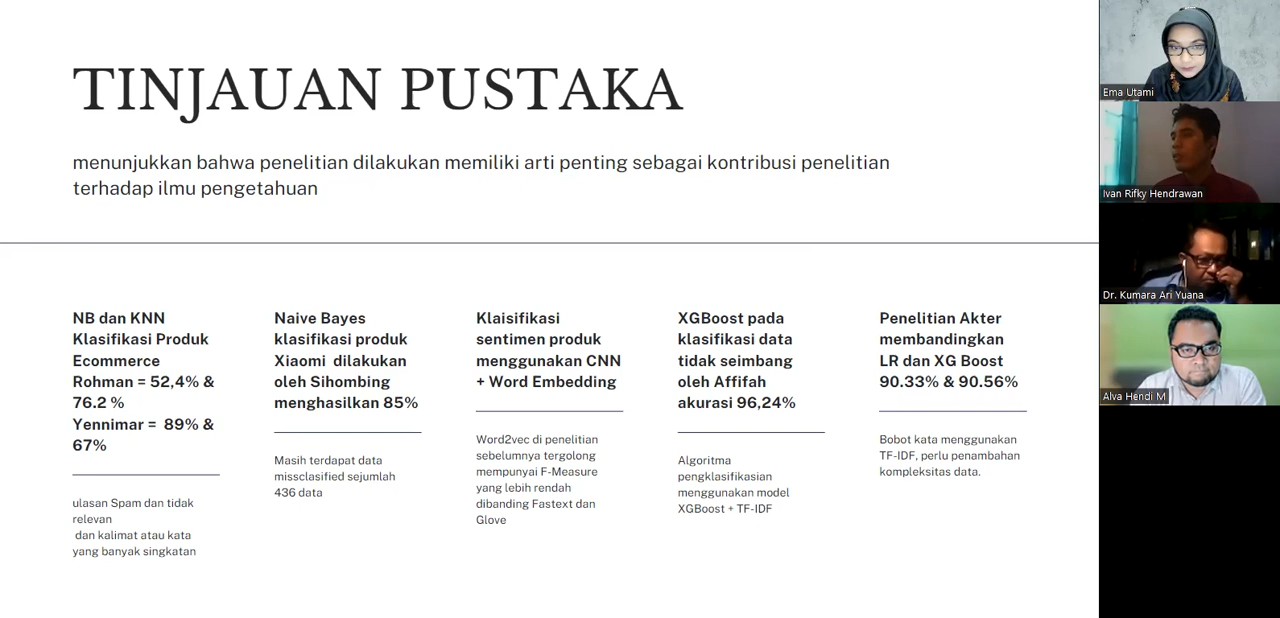 TINJAUAN PUSTAKA
menunjukkan bahwa penelitian dilakukan memiliki arti penting sebagai kontribusi penelitian
terhadap ilmu pengetahuan
NB dan KNN
Klasifikasi Produk
Ecommerce
Rohman = 52,4% &
76.2 %
Yennimar =  89% &
67%
ulasan Spam dan tidak
relevan
dan kalimat atau kata
yang banyak singkatan
Naive Bayes
klasifikasi produk
Xiaomi  dilakukan
oleh Sihombing
menghasilkan 85%
Masih terdapat data
missclasified sejumlah
436 data
Klaisifikasi
sentimen produk
menggunakan CNN
+ Word Embedding
Word2vec di penelitian
sebelumnya tergolong
mempunyai F-Measure
yang lebih rendah
dibanding Fastext dan
Glove
XGBoost pada
klasifikasi data
tidak seimbang
oleh Affifah
akurasi 96,24%
Algoritma
pengklasifikasian
menggunakan model
XGBoost + TF-IDF
Penelitian Akter
membandingkan
LR dan XG Boost
90.33% & 90.56%
Bobot kata menggunakan
TF-IDF, perlu penambahan
kompleksitas data.
Ema Utami
Ivan Rifky Hendrawan
Dr. Kumara Ari Yuana
Alva Hendi M